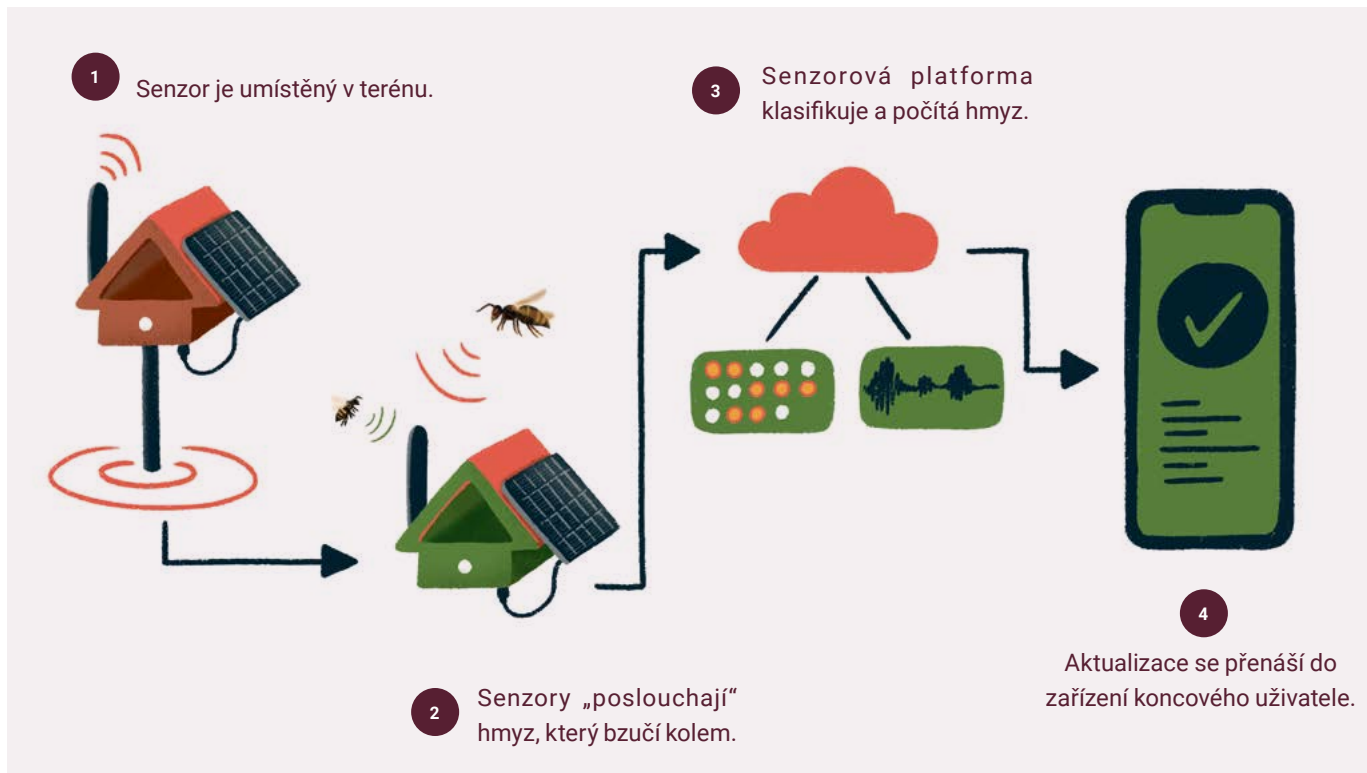 1
Senzor je umístěný v terénu.
2
Senzory „poslouchají“
hmyz, který bzučí kolem.
3
Senzorová platforma
klasifikuje a počítá hmyz.
4
Aktualizace se přenáší do
zařízení koncového uživatele.